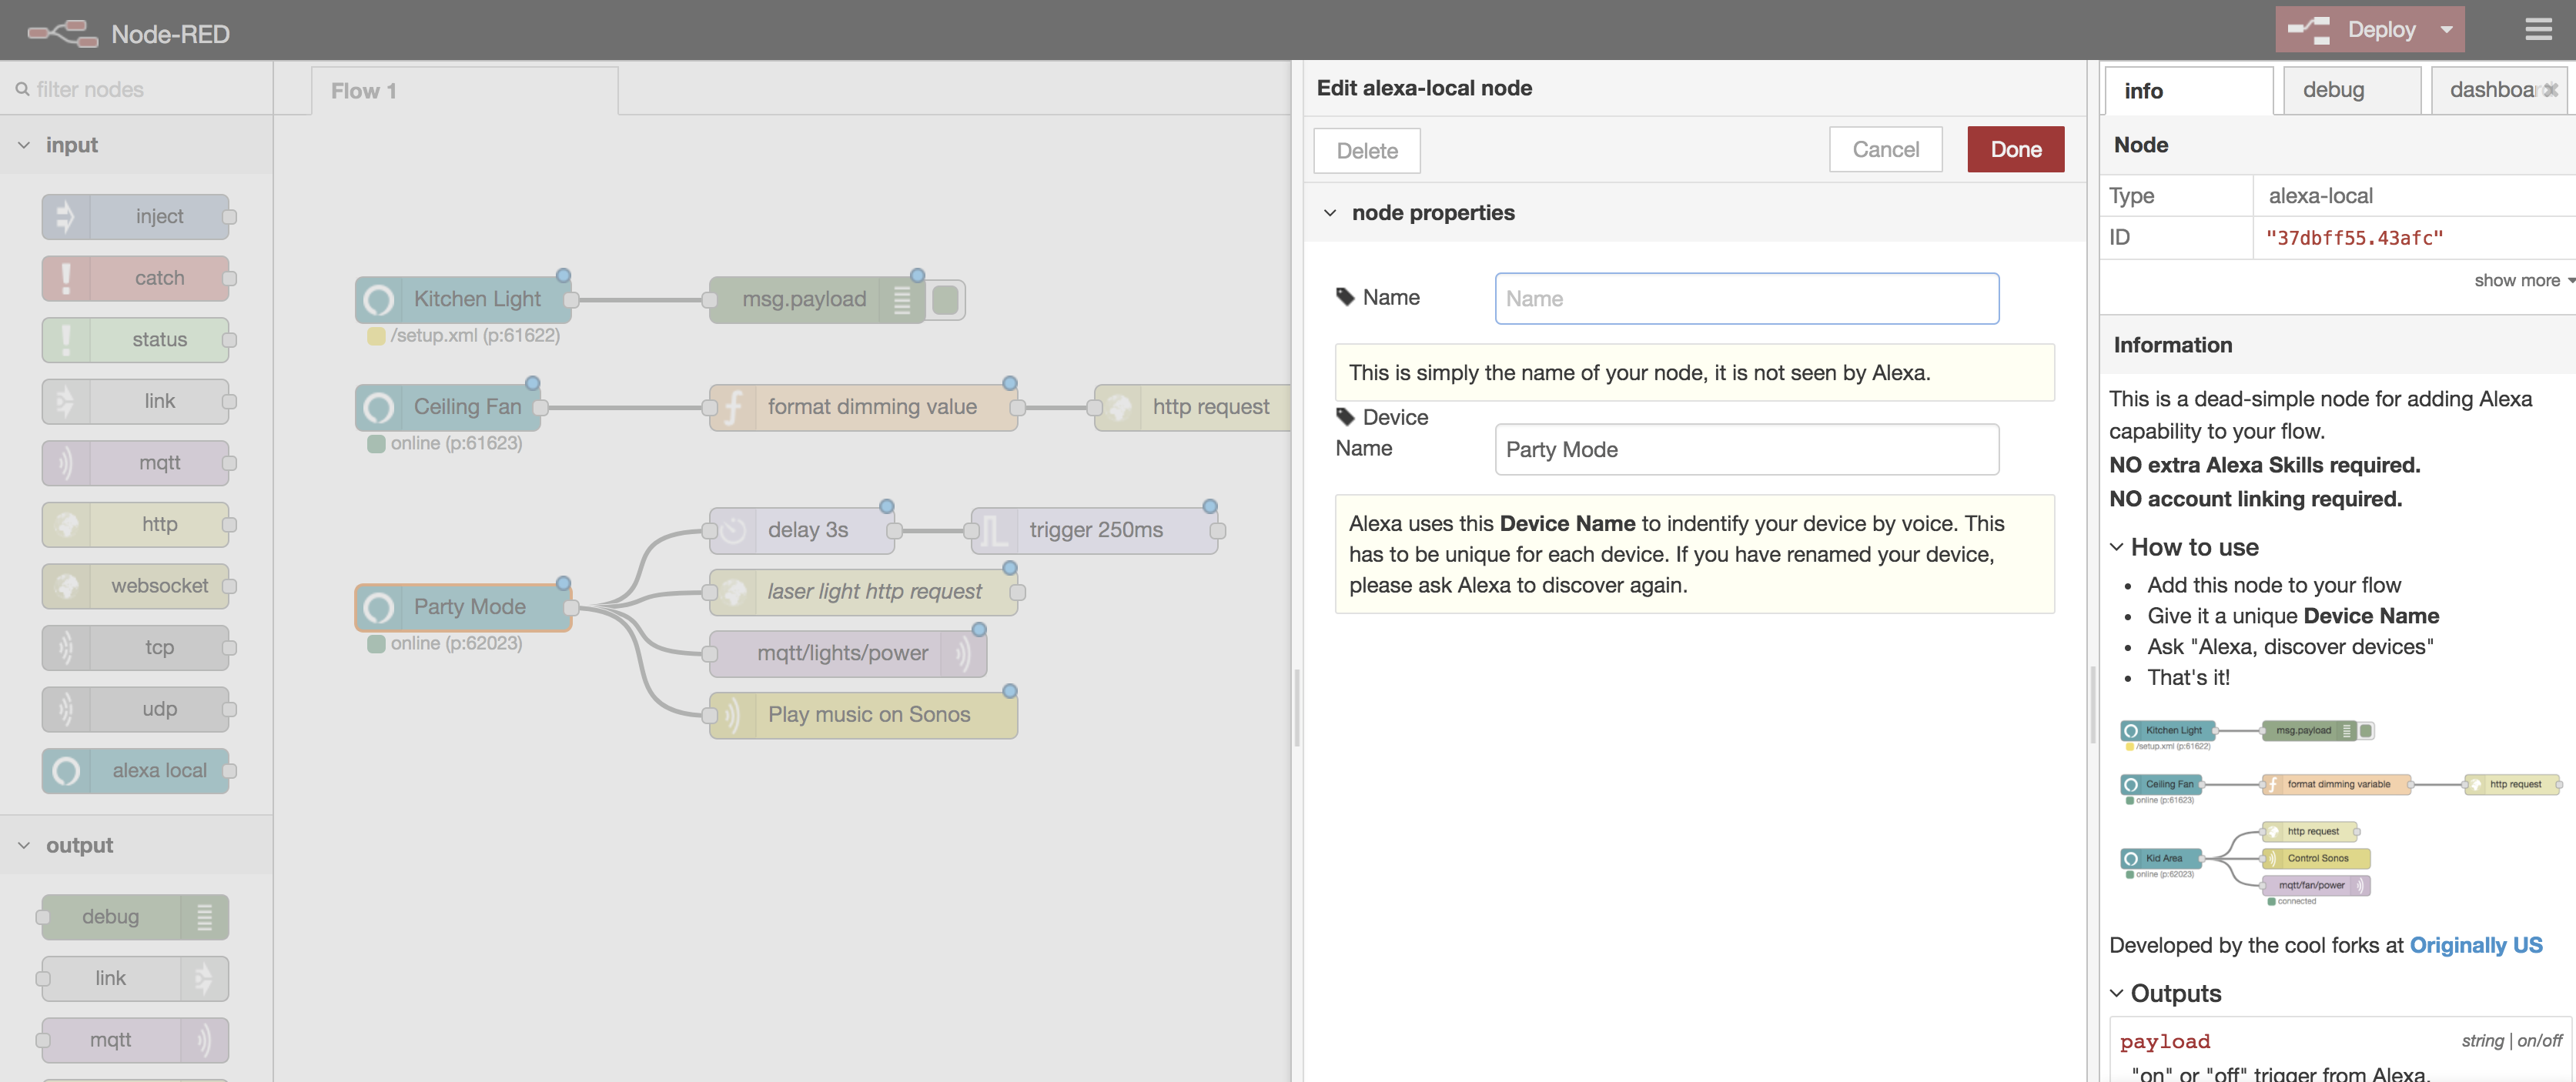 Node-RED
Deploy
filter nodes
Flow 1
input
inject
catch
status
link
mqtt
http
websocket
tcp
udp
alexa local
output
debug
link
mqtt
Kitchen Light
msg.payload
/setup.xml (p:61622)
Ceiling Fan
format dimming value
http request
online (p:61623)
delay 3s
trigger 250ms
laser light http request
Party Mode
online (p:62023)
mqtt/lights/power
Play music on Sonos
Edit alexa-local node
Delete
Cancel
Done
node properties
Name
Name
This is simply the name of your node, it is not seen by Alexa.
Device
Name
Party Mode
Alexa uses this Device Name to indentify your device by voice. This
has to be unique for each device. If you have renamed your device,
please ask Alexa to discover again.
info
debug
dashboar
Node
Type
alexa-local
ID
"37dbff55.43afc"
show more
Information
This is a dead-simple node for adding Alexa
capability to your flow.
NO extra Alexa Skills required.
NO account linking required.
How to use
• Add this node to your flow
• Give it a unique Device Name
• Ask "Alexa, discover devices"
• That's it!
Kitchen Light
msg.payload
/setup.xml (p:61622)
Ceiling Fan
format dimming variable
http request
online (p:61623)
http request
Kid Area
Control Sonos
online (p:62023)
mqtt/fan/power
connected
Developed by the cool forks at Originally US
Outputs
payload
string | on/off
"on" or "off" trigger from Alexa.